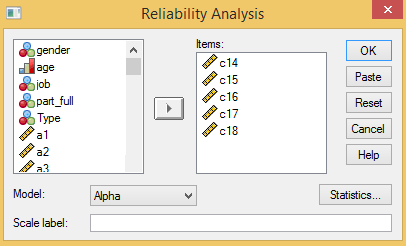 Reliability Analysis
gender
age
job
part_full
Type
a1
a2
a3
Items:
c14
c15
c16
c17
c18
OK
Paste
Reset
Cancel
Help
Model:
Alpha
Statistics...
Scale label: